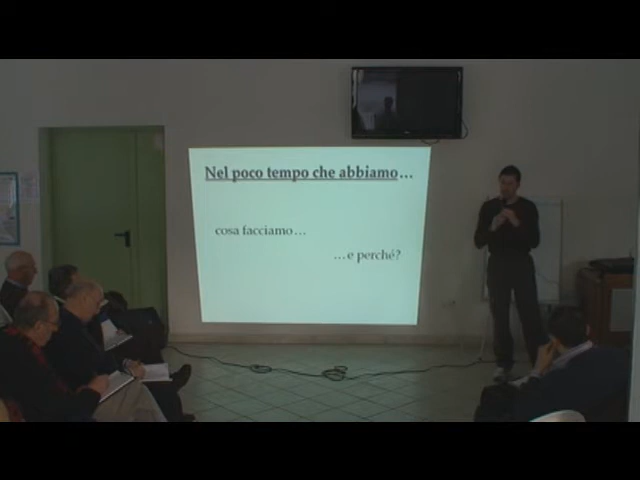 Nel poco tempo che abbiamo…
cosa facciamo…
…e perché?